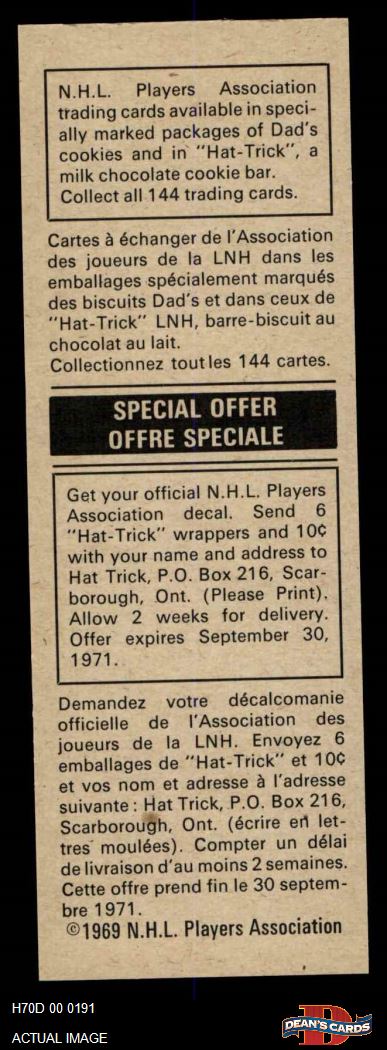 N.H.L. Players Association
trading cards available in speci-
ally marked packages of Dad's
cookies and in "Hat-Trick", a
milk chocolate cookie bar.
Collect all 144 trading cards.
Cartes à échanger de l'Association
des joueurs de la LNH dans les
emballages spécialement marqués
des biscuits Dad's et dans ceux de
"Hat-Trick" LNH, barre-biscuit au
chocolat au lait.
Collectionnez toutles 144 cartes.
SPECIAL OFFER
OFFRE SPECIALE
Get your official N.H.L. Players
Association decal. Send 6
"Hat-Trick" wrappers and 10¢
with your name and address to
Hat Trick, P.O. Box 216, Scar-
borough, Ont. (Please Print).
Allow 2 weeks for delivery.
Offer expires September 30,
1971.
Demandez votre décalcomanie
officielle de l'Association des
joueurs de la LNH. Envoyez 6
emballages de "Hat-Trick" et 10¢
et vos nom et adresse à l'adresse
suivante : Hat Trick, P.O. Box 216,
Scarborough, Ont. (écrire en let-
tres moulées). Compter un délai
de livraison d'au moins 2 semaines.
Cette offre prend fin le 30 septem-
bre 1971.
©1969 N.H.L. Players Association
H70D 00 0191
ACTUAL IMAGE
DEAN'S CARDS